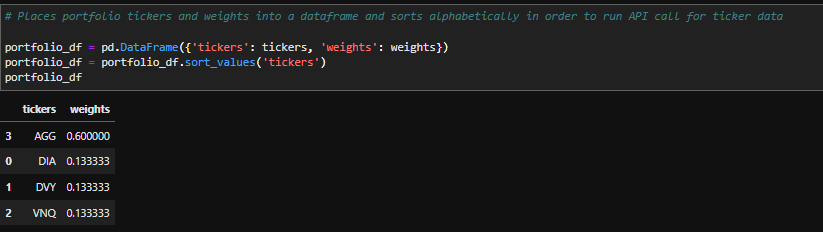 # Places portfolio tickers and weights into a dataframe and sorts alphabetically in order to run API call for ticker data
portfolio_df = pd.DataFrame({'tickers': tickers, 'weights': weights})
portfolio_df = portfolio_df.sort_values('tickers')
portfolio_df
tickers weights
3 AGG 0.600000
0 DIA 0.133333
1 DVY 0.133333
2 VNQ 0.133333